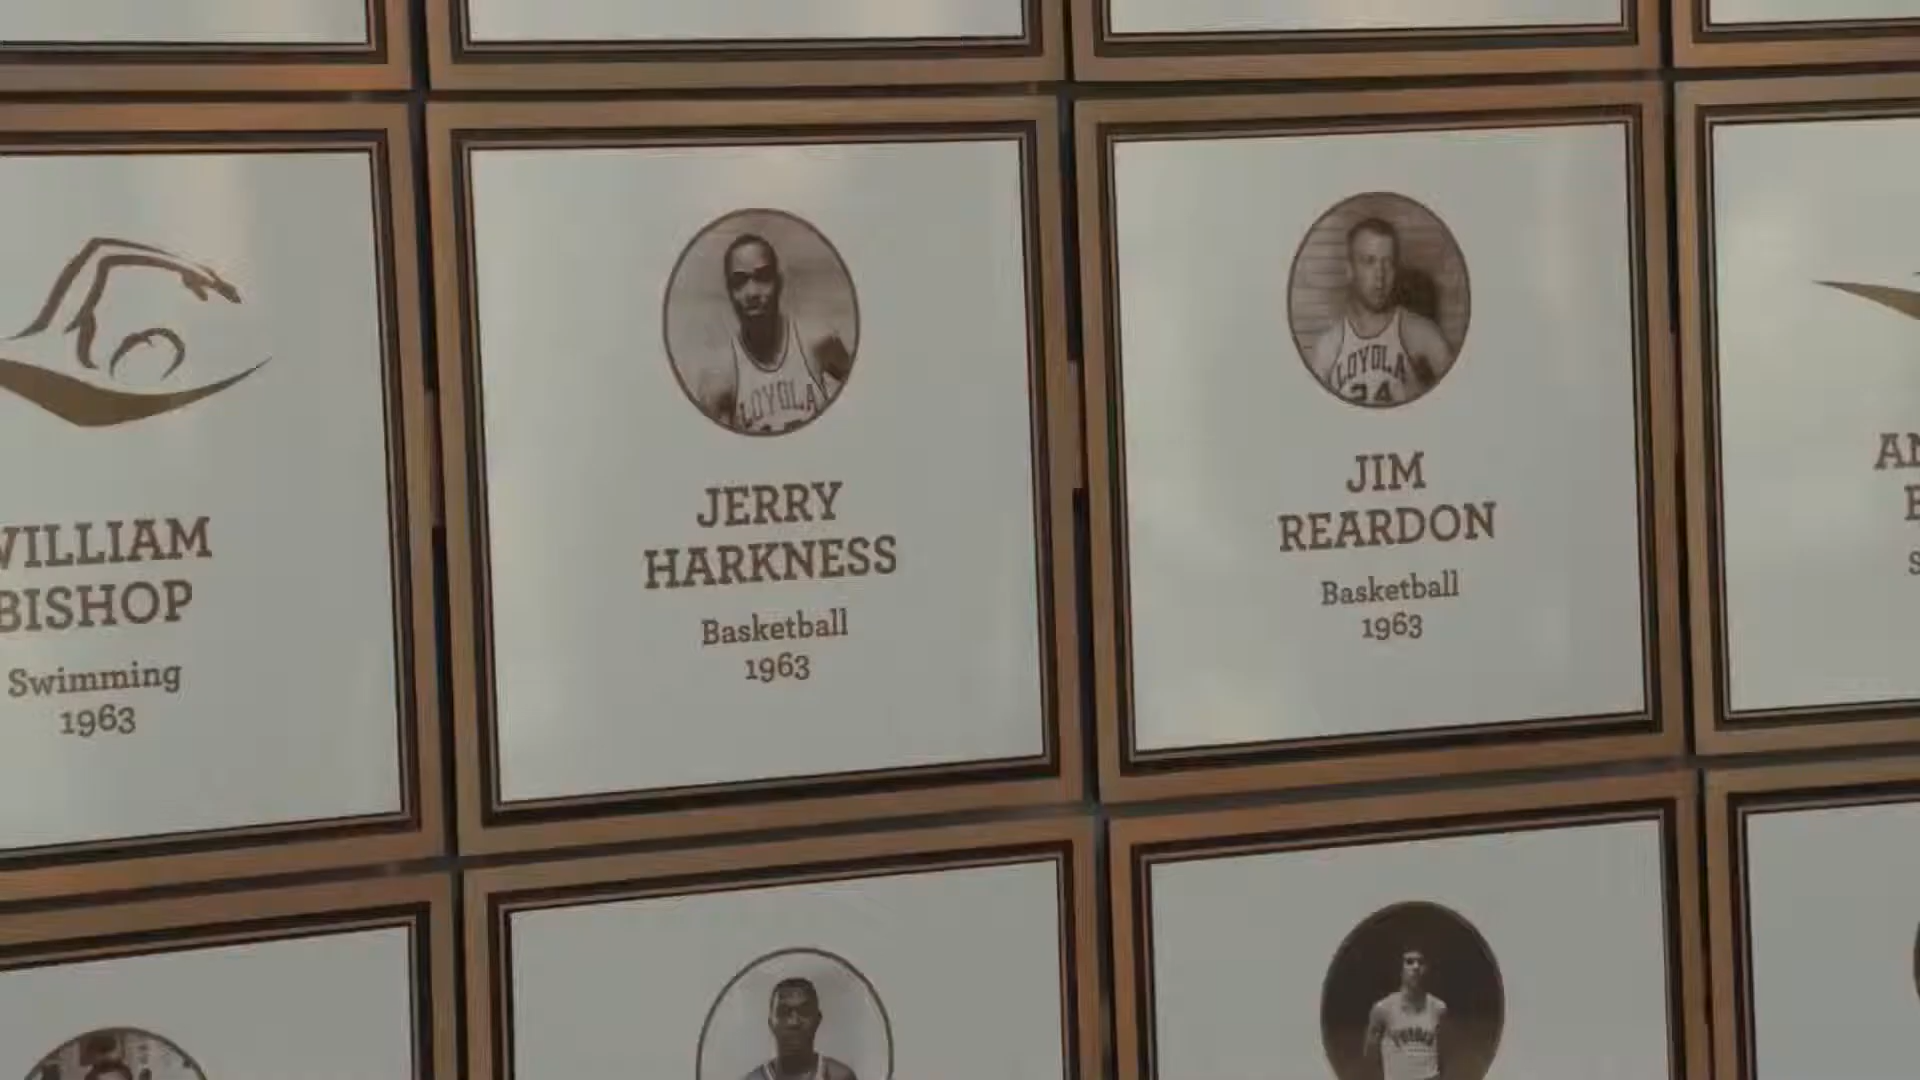 WILLIAM
BISHOP
Swimming
1963
LOYOLA
JERRY
HARKNESS
Basketball
1963
LOYOLA
24
JIM
REARDON
Basketball
1963